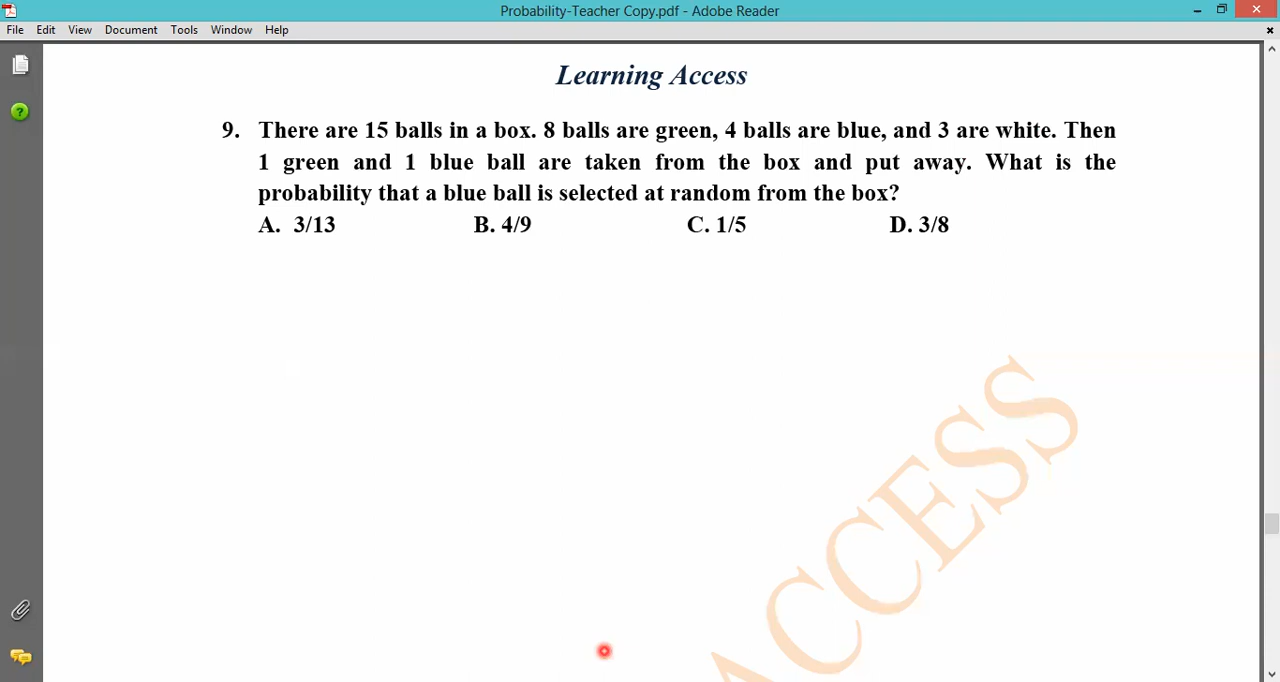 Probability-Teacher Copy.pdf - Adobe Reader
File Edit View Document Tools Window Help
Learning Access
9. There are 15 balls in a box. 8 balls are green, 4 balls are blue, and 3 are white. Then
1 green and 1 blue ball are taken from the box and put away. What is the
probability that a blue ball is selected at random from the box?
A. 3/13 B. 4/9 C. 1/5 D. 3/8
ACCESS